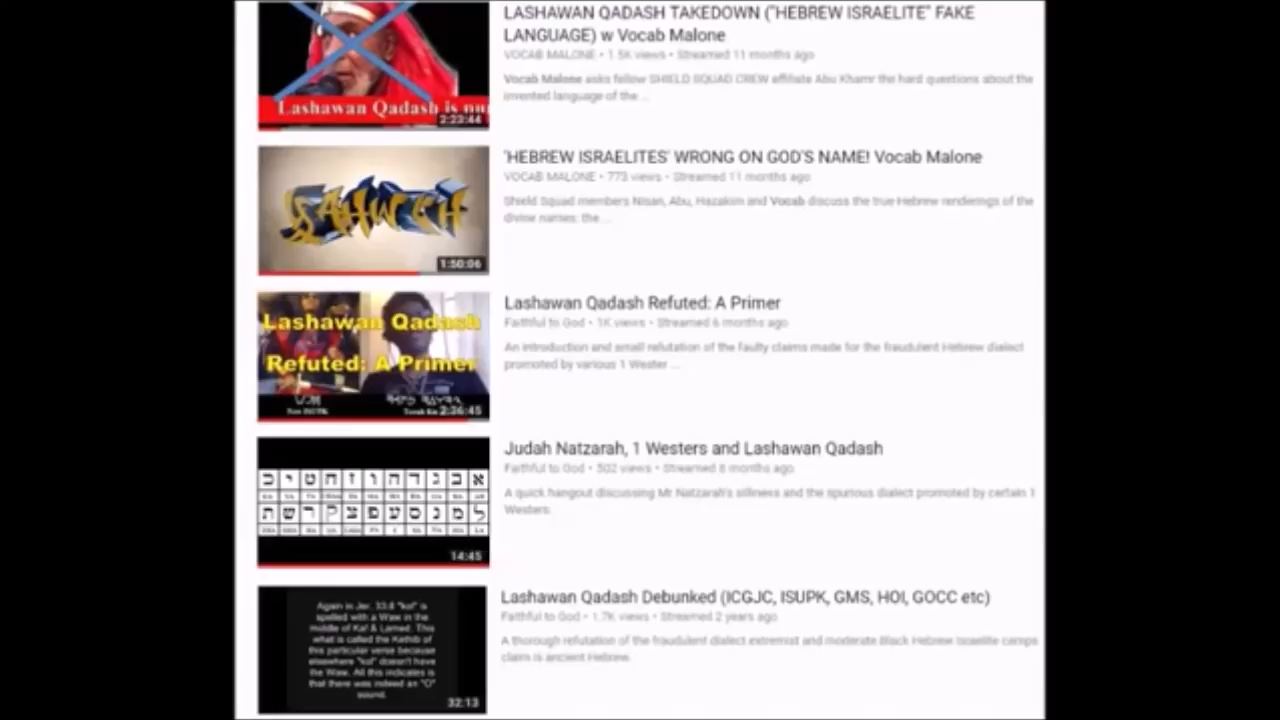 LASHAWAN QADASH TAKEDOWN ("HEBREW ISRAELITE" FAKE
LANGUAGE) w Vocab Malone
VOCAB MALONE • 1.5K views • Streamed 11 months ago
Vocab Malone asks fellow SHIELD SQUAD CREW affiliate Abu Khamr the hard questions about the
invented language of the ...
Lashawan Qadash is
2:23:44
'HEBREW ISRAELITES' WRONG ON GOD'S NAME! Vocab Malone
VOCAB MALONE • 773 views • Streamed 11 months ago
Shield Squad members Nisan, Abu, Hazakim and Vocab discuss the true Hebrew renderings of the
divine names: the ...
YAHWEH
1:50:06
Lashawan Qadash Refuted: A Primer
Faithful to God • 1K views • Streamed 6 months ago
An introduction and small refutation of the faulty claims made for the fraudulent Hebrew dialect
promoted by various 1 Wester ...
Lashawan Qadash
Refuted: A Primer
2:36:45
Judah Natzarah, 1 Westers and Lashawan Qadash
Faithful to God • 502 views • Streamed 8 months ago
A quick hangout discussing Mr Natzarah's silliness and the spurious dialect promoted by certain 1
Westers.
א ב ג ד ה ו ז ח ט י כ
ל מ נ ס ע פ צ ק ר ש ת
14:45
Lashawan Qadash Debunked (ICGJC, ISUPK, GMS, HOI, GOCC etc)
Faithful to God • 1.7K views • Streamed 2 years ago
A thorough refutation of the fraudulent dialect extremist and moderate Black Hebrew Israelite camps
claim is ancient Hebrew.
Again in Jer. 33:8 "kol" is
spelled with a Waw in the
middle of Kaf & Lamed. This
what is called the Kethib of
this particular verse because
elsewhere "kol" doesn't have
the Waw. All this indicates is
that there was indeed an "O"
sound.
32:13